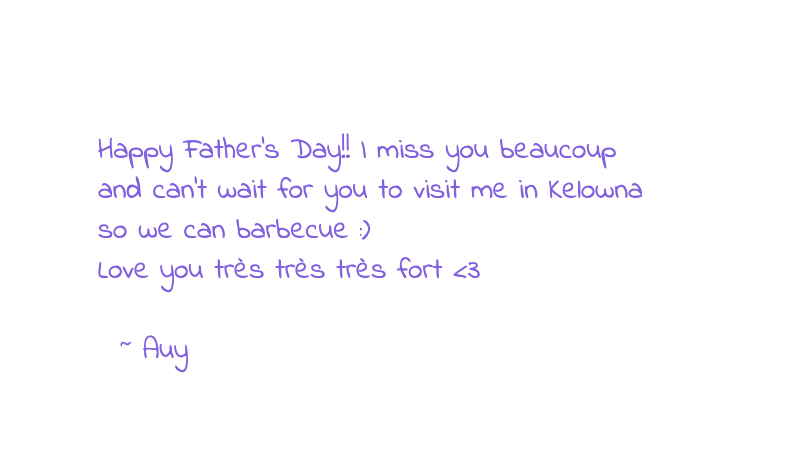 Happy Father's Day!! I miss you beaucoup
and can't wait for you to visit me in Kelowna
so we can barbecue :)
Love you très très très fort <3
~ Auy